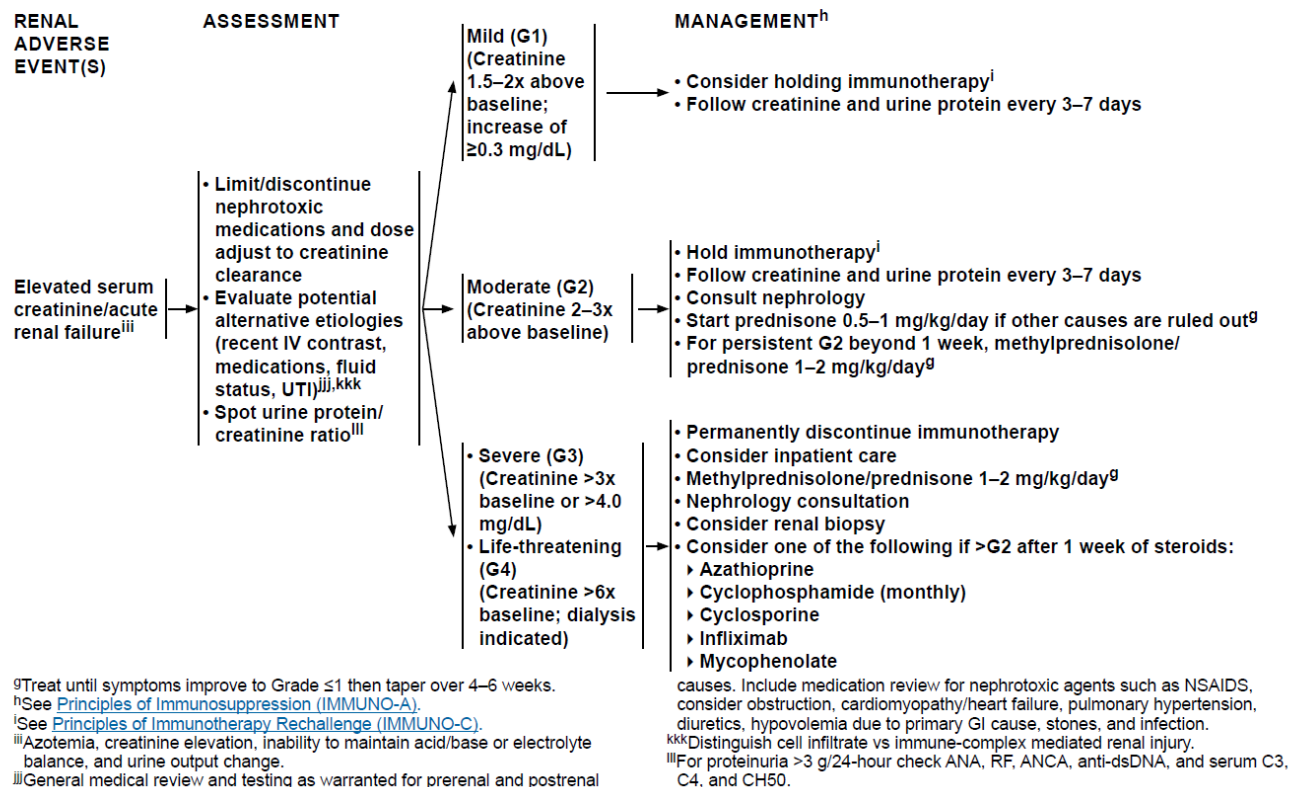 RENAL
ADVERSE
EVENT(S)
ASSESSMENT
MANAGEMENTh
Elevated serum
creatinine/acute
renal failureiii
• Limit/discontinue
nephrotoxic
medications and dose
adjust to creatinine
clearance
• Evaluate potential
alternative etiologies
(recent IV contrast,
medications, fluid
status, UTI)jjj,kkk
• Spot urine protein/
creatinine ratiolll
Mild (G1)
(Creatinine
1.5–2x above
baseline;
increase of
≥0.3 mg/dL)
• Consider holding immunotherapyi
• Follow creatinine and urine protein every 3–7 days
Moderate (G2)
(Creatinine 2–3x
above baseline)
• Hold immunotherapyi
• Follow creatinine and urine protein every 3–7 days
• Consult nephrology
• Start prednisone 0.5–1 mg/kg/day if other causes are ruled outg
• For persistent G2 beyond 1 week, methylprednisolone/
prednisone 1–2 mg/kg/dayg
• Severe (G3)
(Creatinine >3x
baseline or >4.0
mg/dL)
• Life-threatening
(G4)
(Creatinine >6x
baseline; dialysis
indicated)
• Permanently discontinue immunotherapy
• Consider inpatient care
• Methylprednisolone/prednisone 1–2 mg/kg/dayg
• Nephrology consultation
• Consider renal biopsy
• Consider one of the following if >G2 after 1 week of steroids:
▸ Azathioprine
▸ Cyclophosphamide (monthly)
▸ Cyclosporine
▸ Infliximab
▸ Mycophenolate
gTreat until symptoms improve to Grade ≤1 then taper over 4–6 weeks.
hSee Principles of Immunosuppression (IMMUNO-A).
iSee Principles of Immunotherapy Rechallenge (IMMUNO-C).
iiiAzotemia, creatinine elevation, inability to maintain acid/base or electrolyte
balance, and urine output change.
jjjGeneral medical review and testing as warranted for prerenal and postrenal
causes. Include medication review for nephrotoxic agents such as NSAIDS,
consider obstruction, cardiomyopathy/heart failure, pulmonary hypertension,
diuretics, hypovolemia due to primary GI cause, stones, and infection.
kkkDistinguish cell infiltrate vs immune-complex mediated renal injury.
lllFor proteinuria >3 g/24-hour check ANA, RF, ANCA, anti-dsDNA, and serum C3,
C4, and CH50.